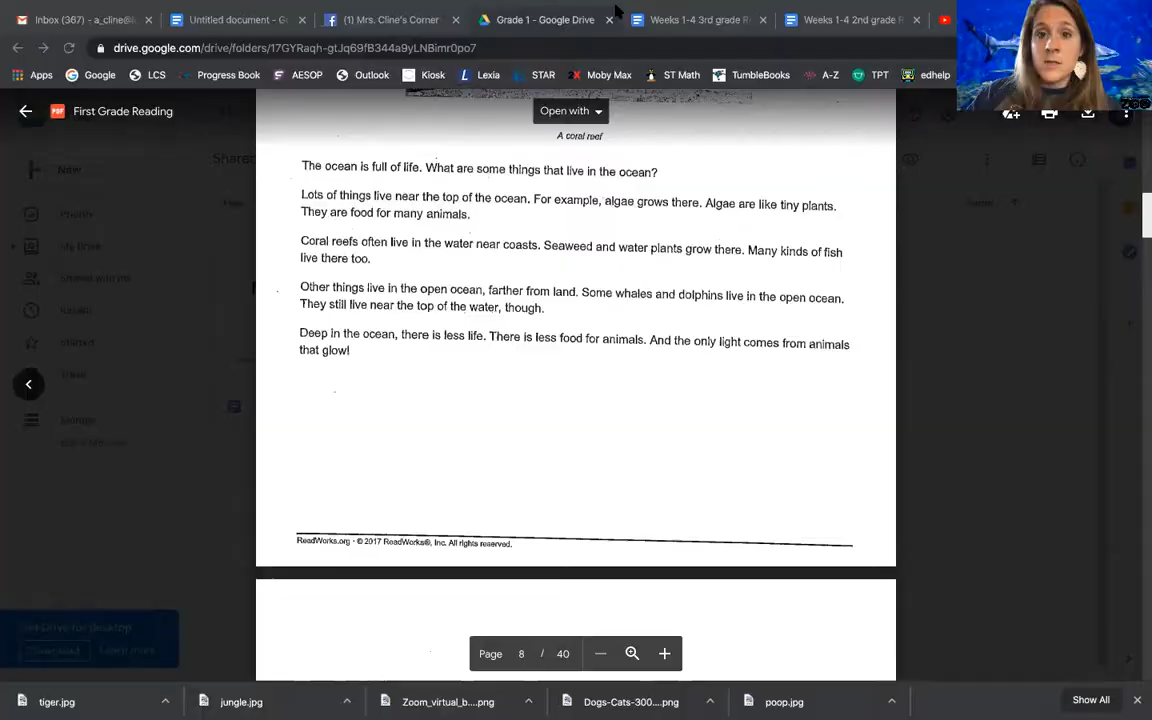 Inbox (367) - a_cline@l
Untitled document - G
(1) Mrs. Cline's Corner
Grade 1 - Google Drive
Weeks 1-4 3rd grade R
Weeks 1-4 2nd grade R
drive.google.com/drive/folders/17GYRaqh-gtJq69fB344a9yLNBimr0po7
Apps
Google
LCS
Progress Book
AESOP
Outlook
Kiosk
Lexia
STAR
Moby Max
ST Math
TumbleBooks
A-Z
TPT
edhelp
First Grade Reading
Open with
A coral reef
The ocean is full of life. What are some things that live in the ocean?
Lots of things live near the top of the ocean. For example, algae grows there. Algae are like tiny plants.
They are food for many animals.
Coral reefs often live in the water near coasts. Seaweed and water plants grow there. Many kinds of fish
live there too.
Other things live in the open ocean, farther from land. Some whales and dolphins live in the open ocean.
They still live near the top of the water, though.
Deep in the ocean, there is less life. There is less food for animals. And the only light comes from animals
that glow!
ReadWorks.org · © 2017 ReadWorks®, Inc. All rights reserved.
Page 8 / 40
tiger.jpg
jungle.jpg
Zoom_virtual_b....png
Dogs-Cats-300....png
poop.jpg
Show All